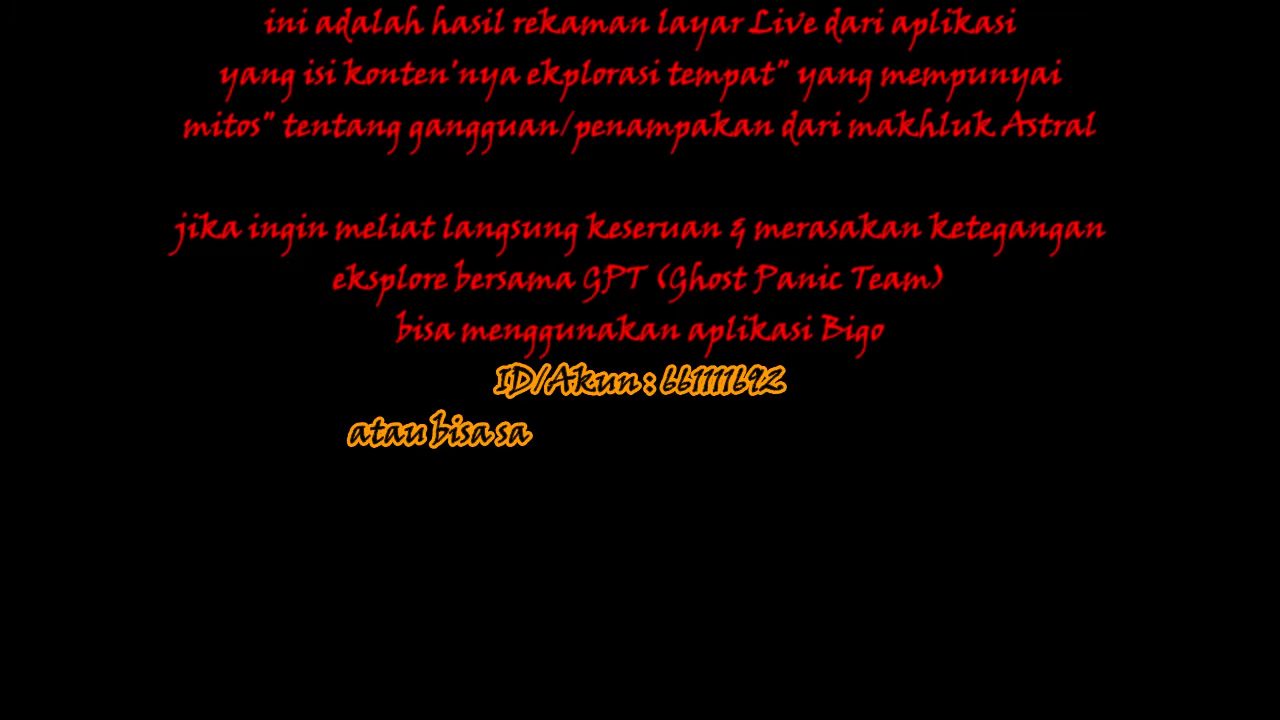 ini adalah hasil rekaman layar Live dari aplikasi
yang isi konten'nya ekplorasi tempat" yang mempunyai
mitos" tentang gangguan/penampakan dari makhluk Astral
jika ingin meliat langsung keseruan & merasakan ketegangan
eksplore bersama GPT (Ghost Panic Team)
bisa menggunakan aplikasi Bigo
ID/Akun : 661111692
atau bisa sa